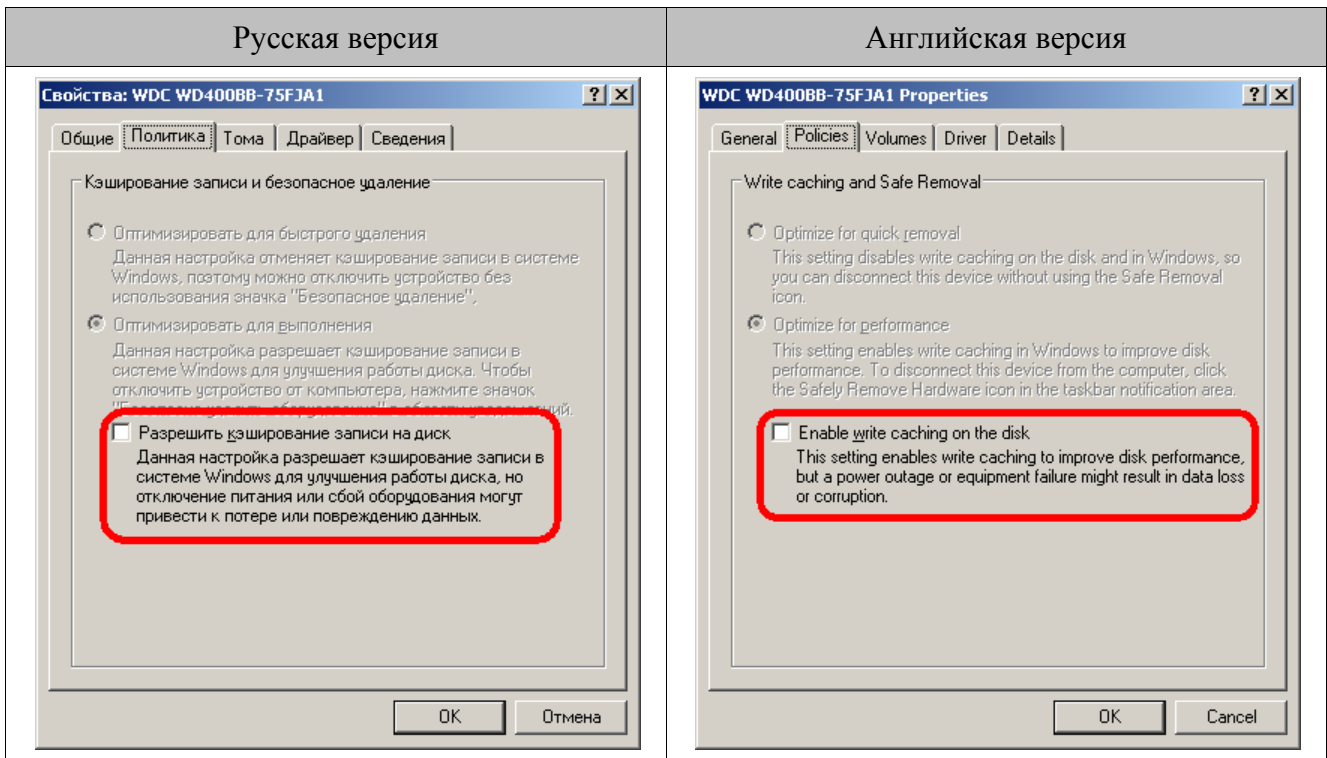 Русская версия
Английская версия
Свойства: WDC WD400BB-75FJA1
Общие
Политика
Тома
Драйвер
Сведения
Кэширование записи и безопасное удаление
Оптимизировать для быстрого удаления
Данная настройка отменяет кэширование записи в системе
Windows, поэтому можно отключить устройство без
использования значка "Безопасное удаление",
Оптимизировать для выполнения
Данная настройка разрешает кэширование записи в
системе Windows для улучшения работы диска. Чтобы
отключить устройство от компьютера, нажмите значок
Разрешить кэширование записи на диск
Данная настройка разрешает кэширование записи в
системе Windows для улучшения работы диска, но
отключение питания или сбой оборудования могут
привести к потере или повреждению данных.
OK
Отмена
WDC WD400BB-75FJA1 Properties
General
Policies
Volumes
Driver
Details
Write caching and Safe Removal
Optimize for quick removal
This setting disables write caching on the disk and in Windows, so
you can disconnect this device without using the Safe Removal
icon.
Optimize for performance
This setting enables write caching in Windows to improve disk
performance. To disconnect this device from the computer, click
the Safely Remove Hardware icon in the taskbar notification area.
Enable write caching on the disk
This setting enables write caching to improve disk performance,
but a power outage or equipment failure might result in data loss
or corruption.
OK
Cancel